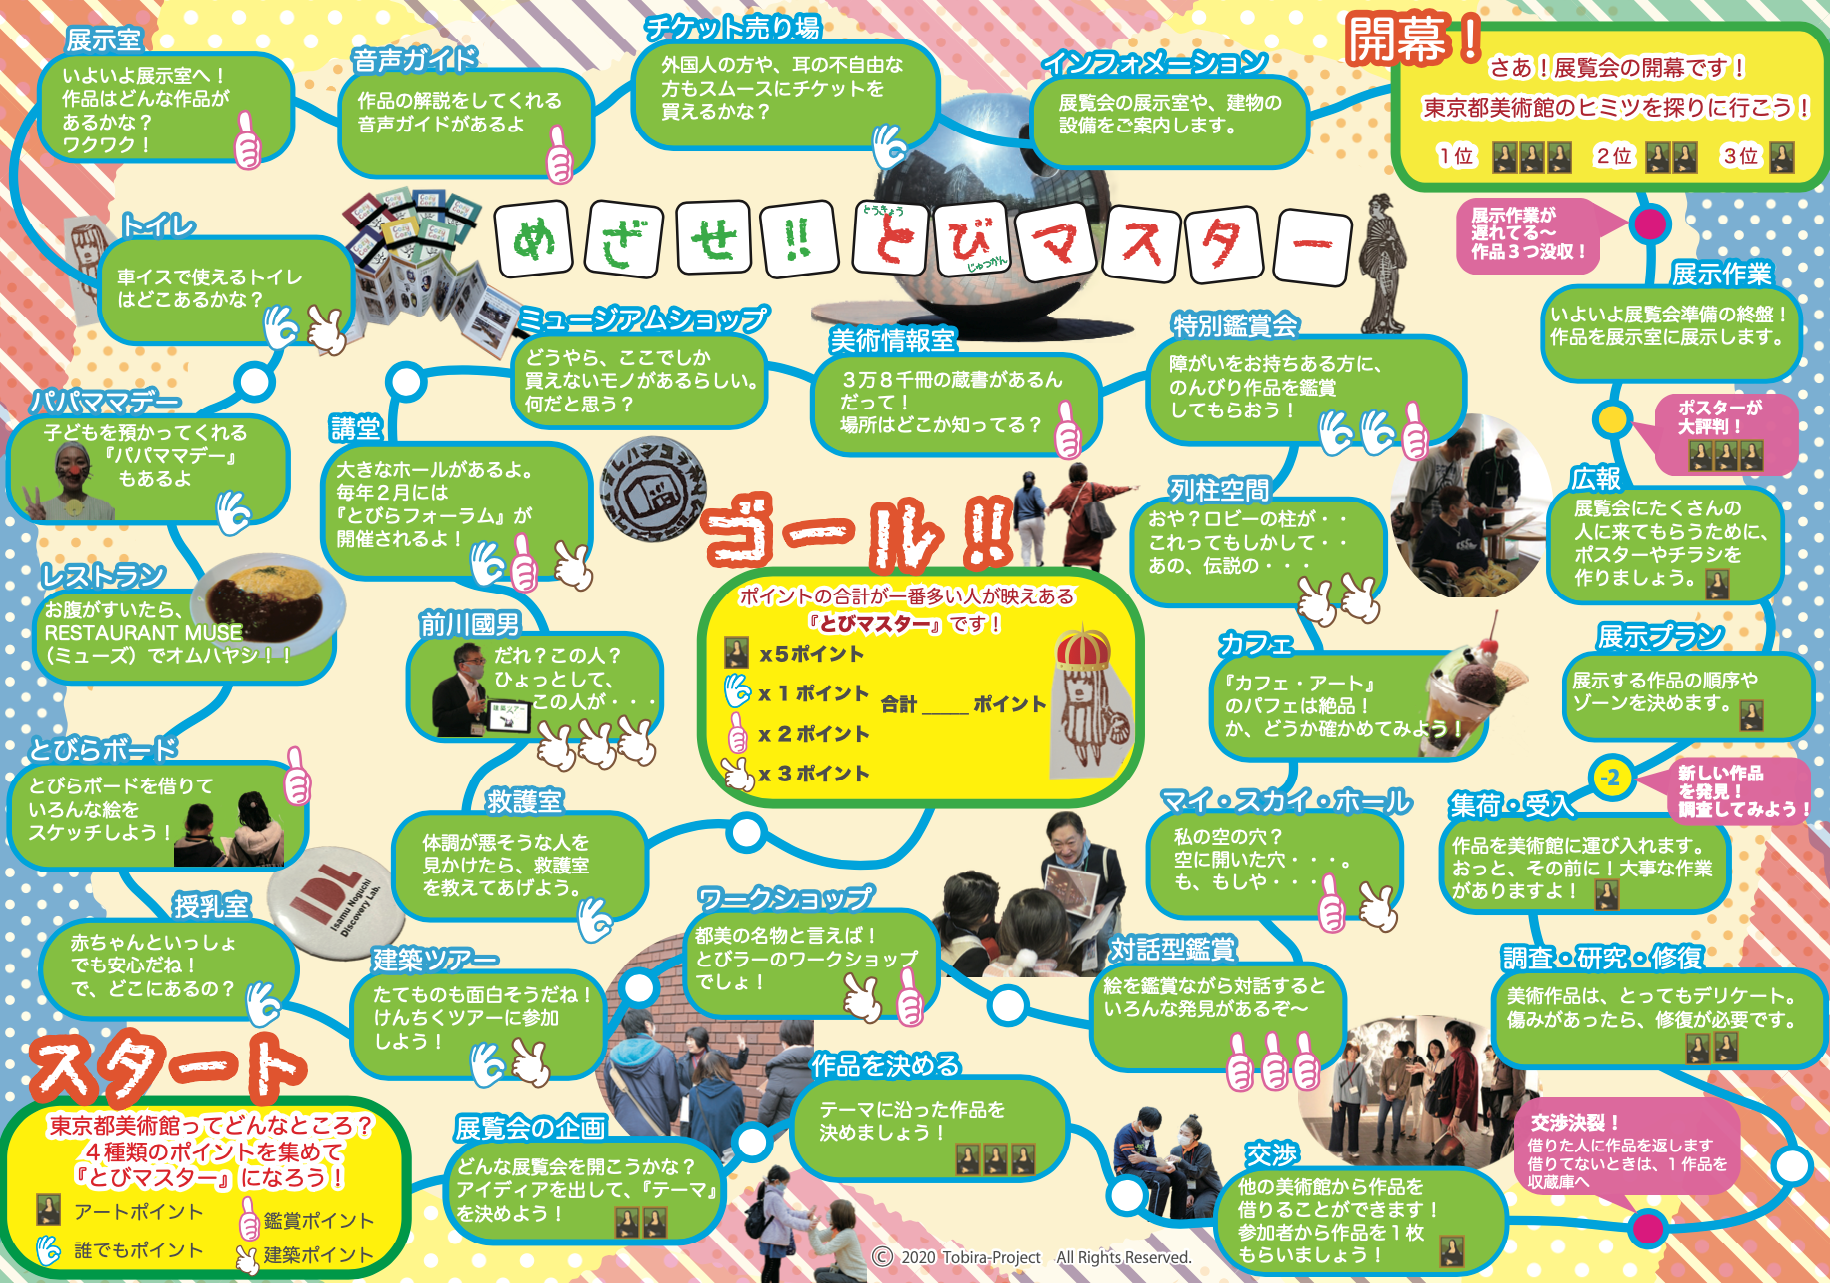 めざせ!!とびマスター
とうきょう
じゅつかん
スタート
東京都美術館ってどんなところ？
４種類のポイントを集めて
『とびマスター』になろう！
アートポイント
鑑賞ポイント
誰でもポイント
建築ポイント
展覧会の企画
どんな展覧会を開こうかな？
アイディアを出して、『テーマ』
を決めよう！
作品を決める
テーマに沿った作品を
決めましょう！
交渉
他の美術館から作品を
借りることができます！
参加者から作品を１枚
もらいましょう！
交渉決裂！
借りた人に作品を返します
借りてないときは、１作品を
収蔵庫へ
調査・研究・修復
美術作品は、とってもデリケート。
傷みがあったら、修復が必要です。
集荷・受入
作品を美術館に運び入れます。
おっと、その前に！大事な作業
がありますよ！
-2
新しい作品
を発見！
調査してみよう！
展示プラン
展示する作品の順序や
ゾーンを決めます。
広報
展覧会にたくさんの
人に来てもらうために、
ポスターやチラシを
作りましょう。
ポスターが
大評判！
展示作業
いよいよ展覧会準備の終盤！
作品を展示室に展示します。
展示作業が
遅れてる〜
作品３つ没収！
開幕！
さあ！展覧会の開幕です！
東京都美術館のヒミツを探りに行こう！
１位
２位
３位
インフォメーション
展覧会の展示室や、建物の
設備をご案内します。
チケット売り場
外国人の方や、耳の不自由な
方もスムースにチケットを
買えるかな？
音声ガイド
作品の解説をしてくれる
音声ガイドがあるよ
展示室
いよいよ展示室へ！
作品はどんな作品が
あるかな？
ワクワク！
トイレ
車イスで使えるトイレ
はどこあるかな？
パパママデー
子どもを預かってくれる
『パパママデー』
もあるよ
レストラン
お腹がすいたら、
RESTAURANT MUSE
（ミューズ）でオムハヤシ！！
とびらボード
とびらボードを借りて
いろんな絵を
スケッチしよう！
授乳室
赤ちゃんといっしょ
でも安心だね！
で、どこにあるの？
IDL
Isamu Noguchi
Discovery Lab.
建築ツアー
たてものも面白そうだね！
けんちくツアーに参加
しよう！
ワークショップ
都美の名物と言えば！
とびラーのワークショップ
でしょ！
対話型鑑賞
絵を鑑賞ながら対話すると
いろんな発見があるぞ〜
マイ・スカイ・ホール
私の空の穴？
空に開いた穴・・・。
も、もしや・・・
カフェ
『カフェ・アート』
のパフェは絶品！
か、どうか確かめてみよう！
列柱空間
おや？ロビーの柱が・・
これってもしかして・・
あの、伝説の・・・
特別鑑賞会
障がいをお持ちある方に、
のんびり作品を鑑賞
してもらおう！
美術情報室
３万８千冊の蔵書があるん
だって！
場所はどこか知ってる？
ミュージアムショップ
どうやら、ここでしか
買えないモノがあるらしい。
何だと思う？
講堂
大きなホールがあるよ。
毎年２月には
『とびらフォーラム』が
開催されるよ！
前川國男
だれ？この人？
ひょっとして、
この人が・・・
建築ツアー
救護室
体調が悪そうな人を
見かけたら、救護室
を教えてあげよう。
ゴール!!
ポイントの合計が一番多い人が映えある
『とびマスター』です！
x5ポイント
x１ポイント
x２ポイント
x３ポイント
合計____ポイント
© 2020 Tobira-Project All Rights Reserved.